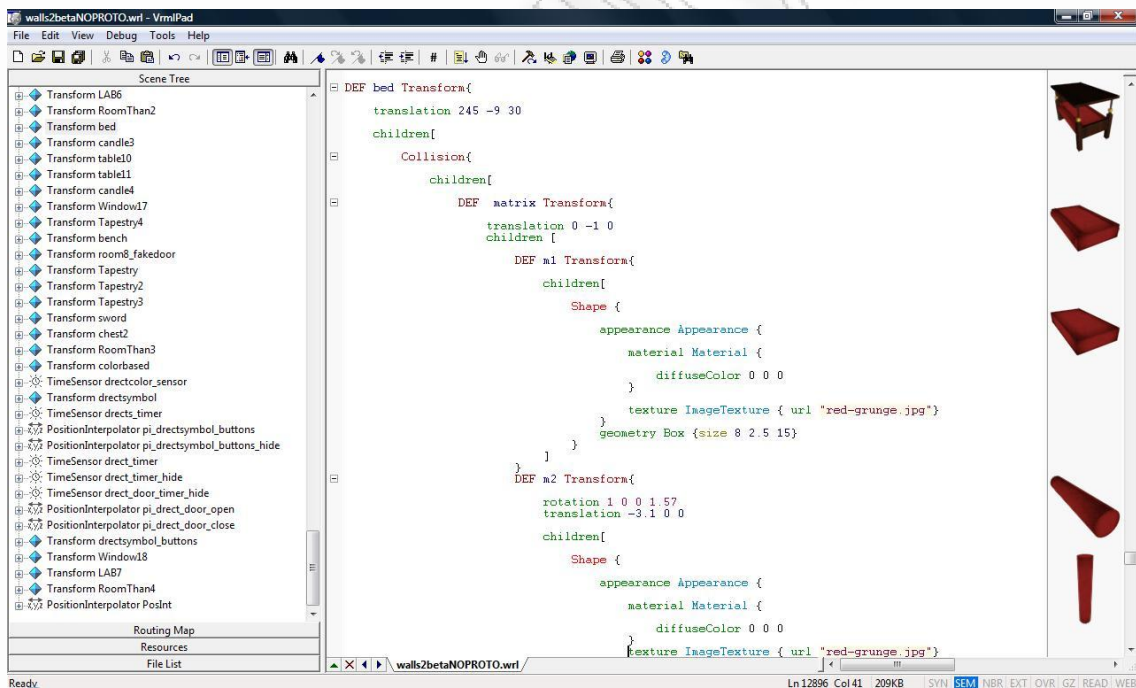 walls2betaNOPROTO.wrl - VrmlPad
File Edit View Debug Tools Help
Scene Tree
Transform LAB6
Transform RoomThan2
Transform bed
Transform candle3
Transform table10
Transform table11
Transform candle4
Transform Window17
Transform Tapestry4
Transform bench
Transform room8_fakedoor
Transform Tapestry
Transform Tapestry2
Transform Tapestry3
Transform sword
Transform chest2
Transform RoomThan3
Transform colorbased
TimeSensor drectcolor_sensor
Transform drectsymbol
TimeSensor drects_timer
PositionInterpolator pi_drectsymbol_buttons
PositionInterpolator pi_drectsymbol_buttons_hide
TimeSensor drect_timer
TimeSensor drect_timer_hide
TimeSensor drect_door_timer_hide
PositionInterpolator pi_drect_door_open
PositionInterpolator pi_drect_door_close
Transform drectsymbol_buttons
Transform Window18
Transform LAB7
Transform RoomThan4
PositionInterpolator PosInt
Routing Map
Resources
File List
DEF bed Transform{
translation 245 -9 30
children[
Collision{
children[
DEF matrix Transform{
translation 0 -1 0
children [
DEF m1 Transform{
children[
Shape {
appearance Appearance {
material Material {
diffuseColor 0 0 0
}
texture ImageTexture { url "red-grunge.jpg"}
}
geometry Box {size 8 2.5 15}
}
]
}
DEF m2 Transform{
rotation 1 0 0 1.57
translation -3.1 0 0
children[
Shape {
appearance Appearance {
material Material {
diffuseColor 0 0 0
}
texture ImageTexture { url "red-grunge.jpg"}
walls2betaNOPROTO.wrl
Ready
Ln 12896 Col 41 209KB SYN SEM NBR EXT OVR GZ READ WEB